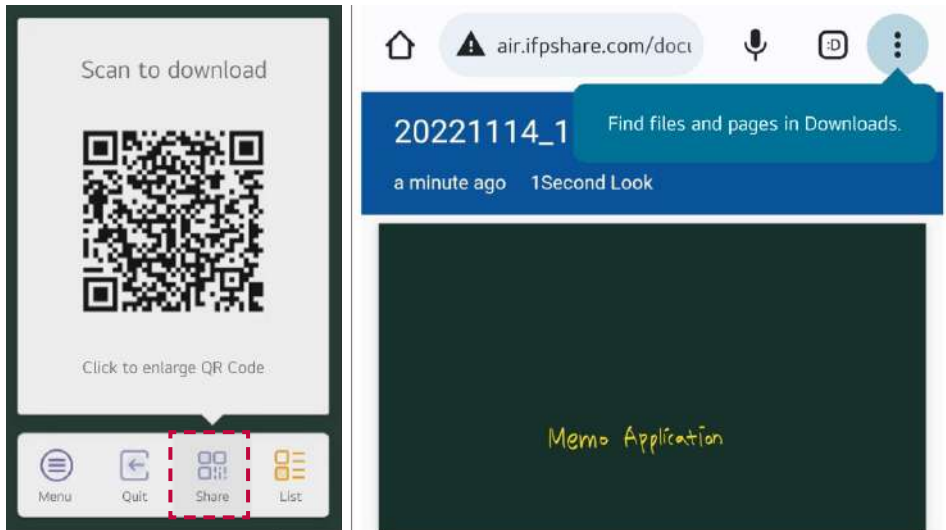 Scan to download
Click to enlarge QR Code
Menu
Quit
Share
List
air.ifpshare.com/docu
:D
Find files and pages in Downloads.
20221114_1
a minute ago 1Second Look
Memo Application